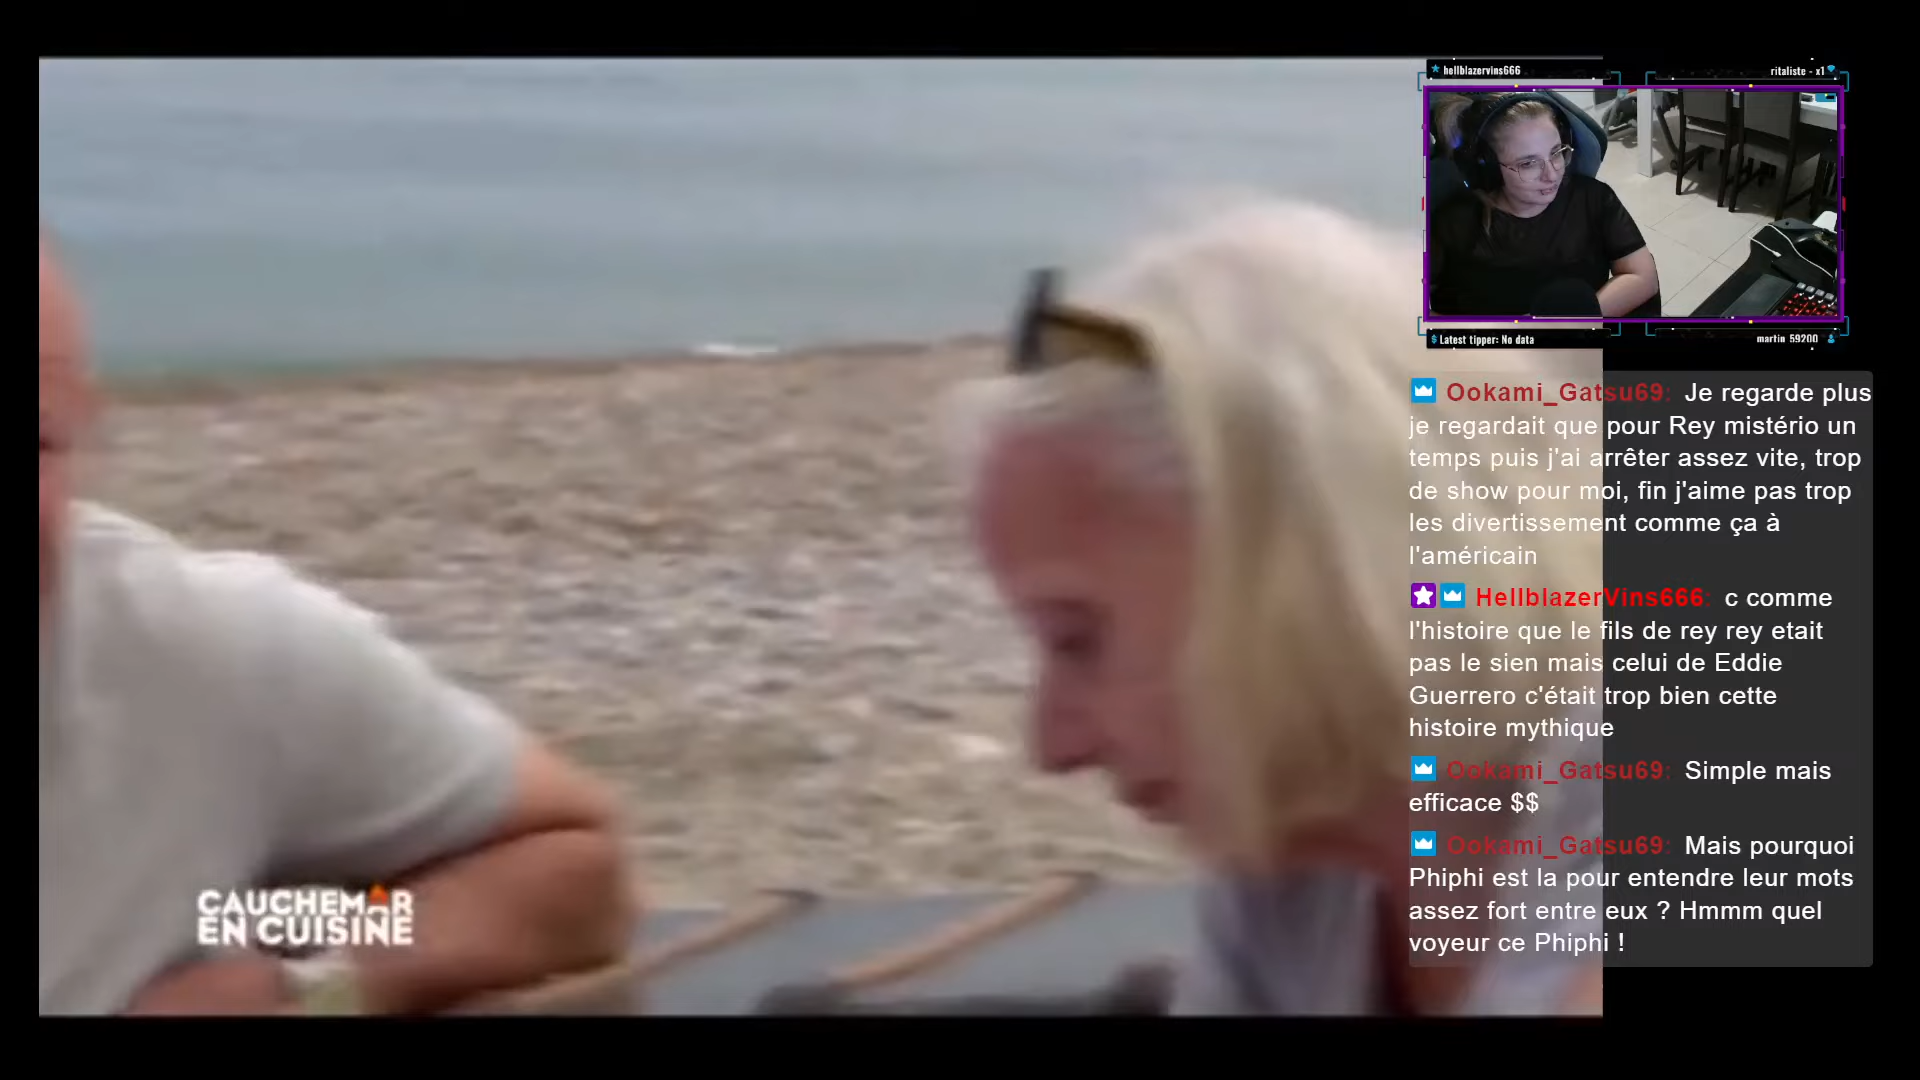 hellblazervins666
ritaliste - x1
$ Latest tipper: No data
martin_59200
Ookami_Gatsu69: Je regarde plus
je regardait que pour Rey mistério un
temps puis j'ai arrêter assez vite, trop
de show pour moi, fin j'aime pas trop
les divertissement comme ça à
l'américain
HellblazerVins666: c comme
l'histoire que le fils de rey rey etait
pas le sien mais celui de Eddie
Guerrero c'était trop bien cette
histoire mythique
Ookami_Gatsu69: Simple mais
efficace $$
Ookami_Gatsu69: Mais pourquoi
Phiphi est la pour entendre leur mots
assez fort entre eux ? Hmmm quel
voyeur ce Phiphi !
CAUCHEMAR
EN CUISINE